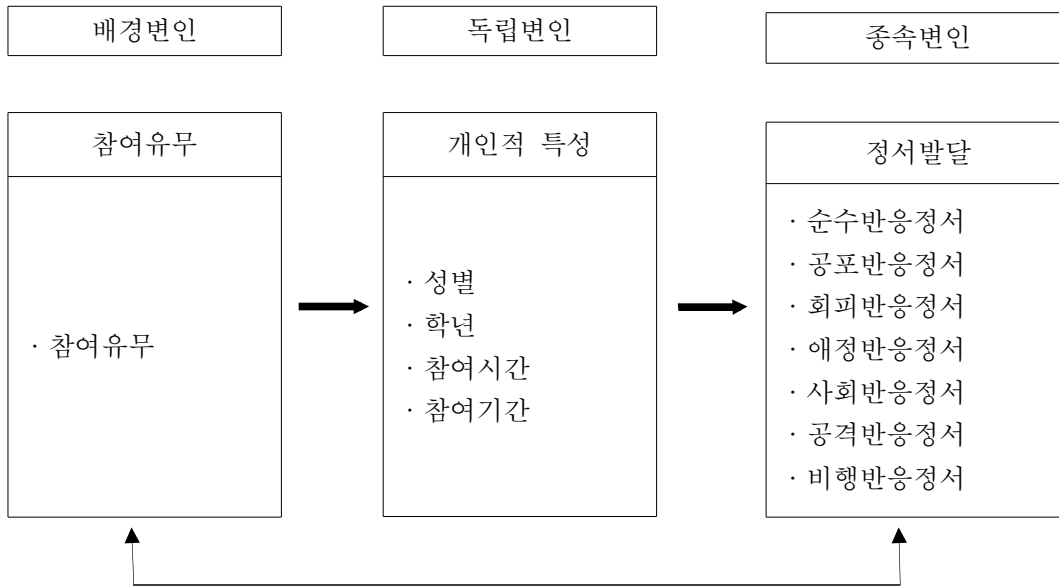 배경변인
독립변인
종속변인
참여유무
· 참여유무
개인적 특성
· 성별
· 학년
· 참여시간
· 참여기간
정서발달
· 순수반응정서
· 공포반응정서
· 회피반응정서
· 애정반응정서
· 사회반응정서
· 공격반응정서
· 비행반응정서